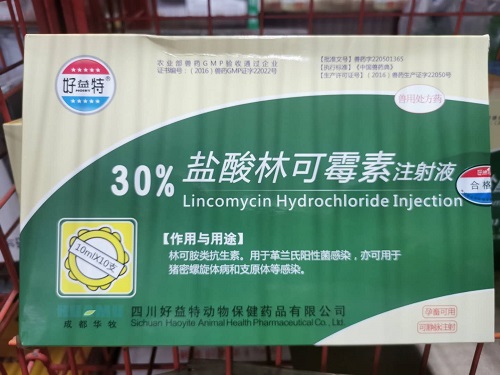 农业部兽药GMP验收通过企业
证书编号：（2016）兽药GMP证字22022号
【批准文号】兽药字220501365
【执行标准】《中国兽药典》
【生产许可证号】（2016）兽药生产证字22050号
好益特®
兽用处方药
30% 盐酸林可霉素注射液
Lincomycin Hydrochloride Injection
合格
【作用与用途】
林可胺类抗生素。用于革兰氏阳性菌感染，亦可用于
猪密螺旋体病和支原体等感染。
10mlX10支
成都华牧
四川好益特动物保健药品有限公司
Sichuan Haoyite Animal Health Pharmaceutical Co., Ltd.
孕畜可用
可静脉注射